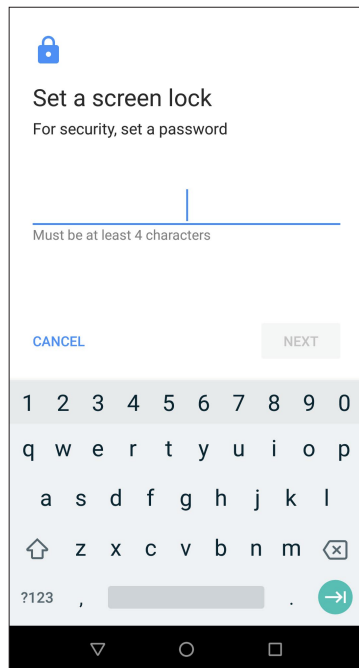 Set a screen lock
For security, set a password
Must be at least 4 characters
CANCEL NEXT
1 2 3 4 5 6 7 8 9 0
q w e r t y u i o p
a s d f g h j k l
z x c v b n m
?123 , .